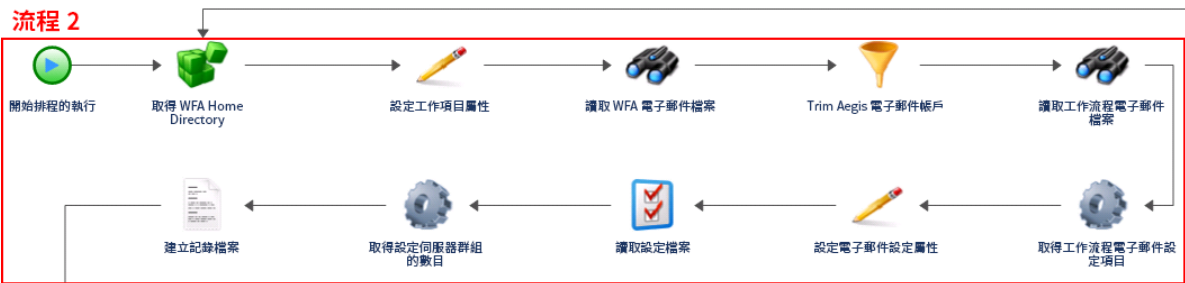 流程 2
開始排程的執行
取得 WFA Home
Directory
設定工作項目屬性
讀取 WFA 電子郵件檔案
Trim Aegis 電子郵件帳戶
讀取工作流程電子郵件
檔案
建立記錄檔案
取得設定伺服器群組
的數目
讀取設定檔案
設定電子郵件設定屬性
取得工作流程電子郵件設
定項目